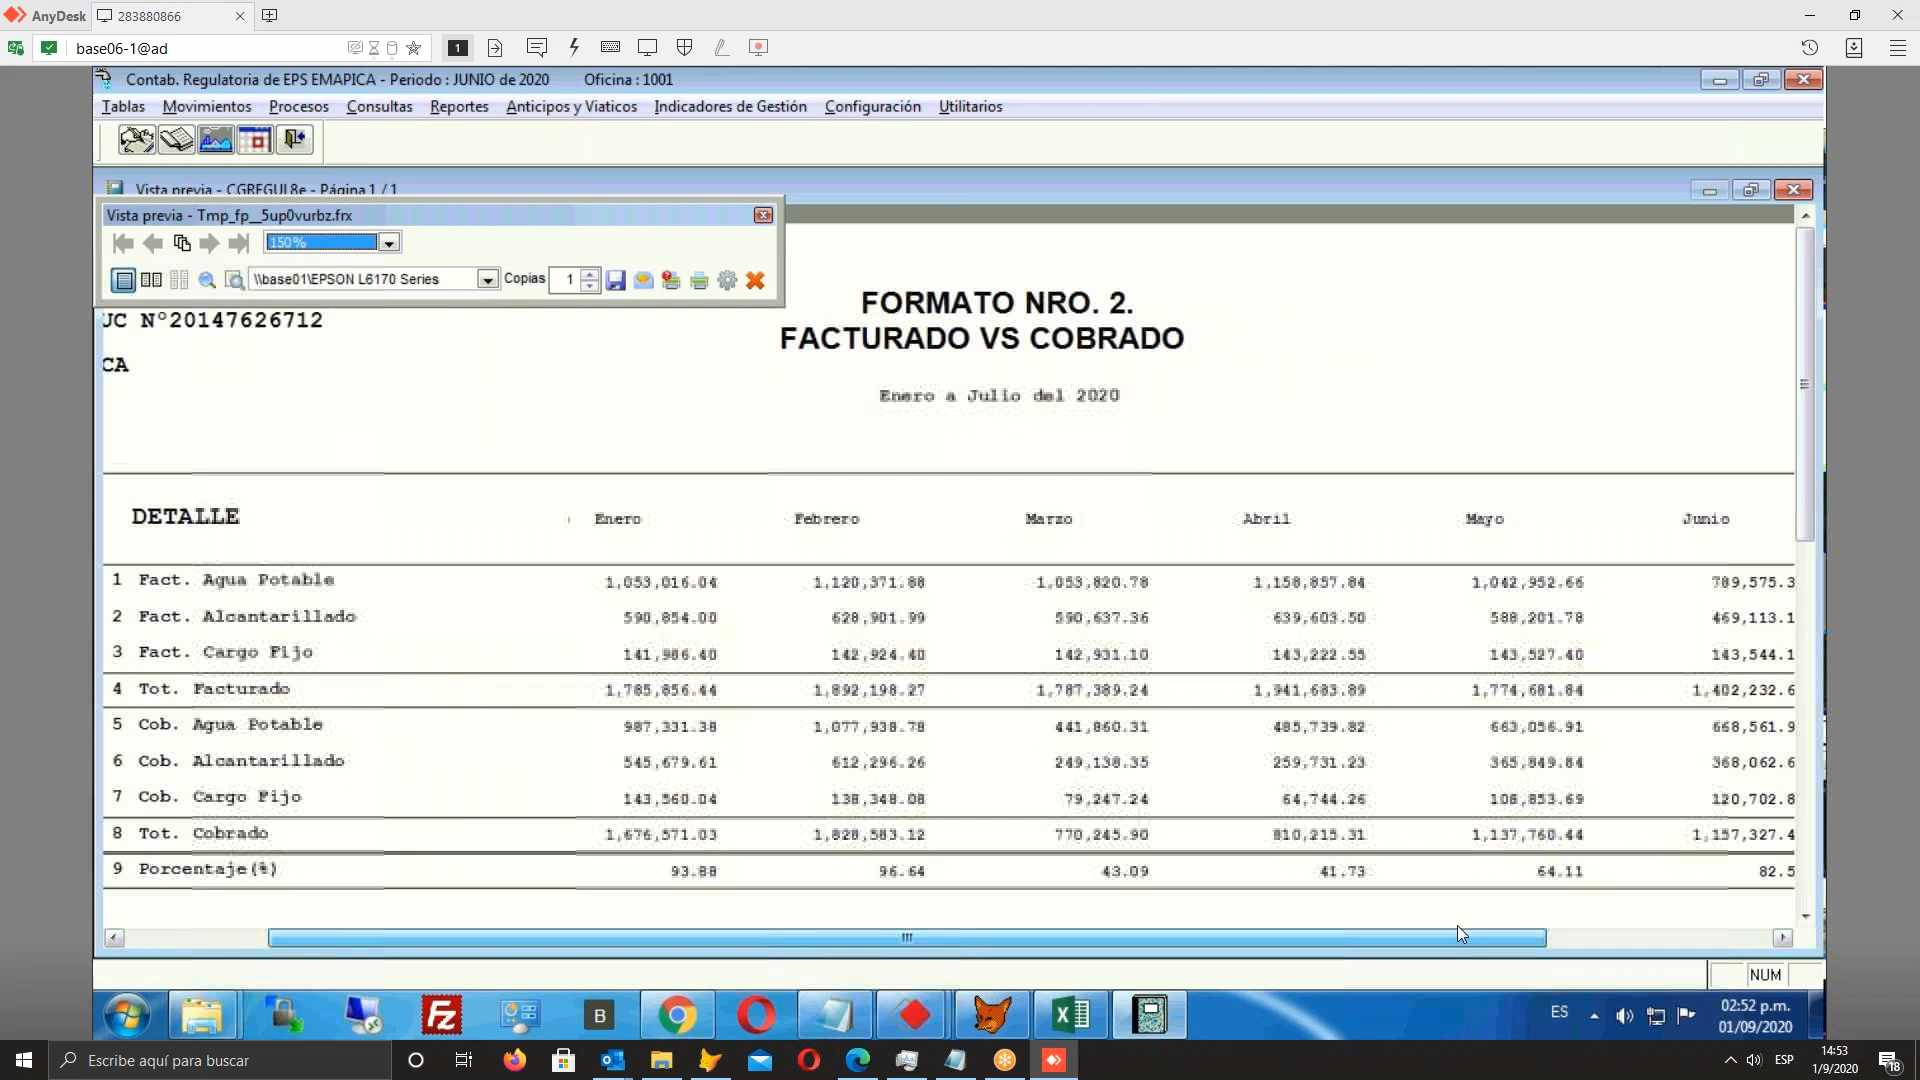 AnyDesk 283880866
base06-1@ad 1
Contab. Regulatoria de EPS EMAPICA - Periodo : JUNIO de 2020 Oficina : 1001
Tablas Movimientos Procesos Consultas Reportes Anticipos y Viaticos Indicadores de Gestión Configuración Utilitarios
Vista previa - CGREGUL8e - Página 1 / 1
Vista previa - Tmp_fp__5up0vurbz.frx
150%
\\base01\EPSON L6170 Series Copias 1
UC N°20147626712
CA
FORMATO NRO. 2.
FACTURADO VS COBRADO
Enero a Julio del 2020
DETALLE Enero Febrero Marzo Abril Mayo Junio
1 Fact. Agua Potable 1,053,016.04 1,120,371.88 1,053,820.78 1,158,857.84 1,042,952.66 789,575.3
2 Fact. Alcantarillado 590,854.00 628,901.99 590,637.36 639,603.50 588,201.78 469,113.1
3 Fact. Cargo Fijo 141,986.40 142,924.40 142,931.10 143,222.55 143,527.40 143,544.1
4 Tot. Facturado 1,785,856.44 1,892,198.27 1,787,389.24 1,941,683.89 1,774,681.84 1,402,232.6
5 Cob. Agua Potable 987,331.38 1,077,938.78 441,860.31 485,739.82 663,056.91 668,561.9
6 Cob. Alcantarillado 545,679.61 612,296.26 249,138.35 259,731.23 365,849.84 368,062.6
7 Cob. Cargo Fijo 143,560.04 138,348.08 79,247.24 64,744.26 108,853.69 120,702.8
8 Tot. Cobrado 1,676,571.03 1,828,583.12 770,245.90 810,215.31 1,137,760.44 1,157,327.4
9 Porcentaje(%) 93.88 96.64 43.09 41.73 64.11 82.5
NUM
ES 02:52 p.m.
01/09/2020
Escribe aquí para buscar
ESP 14:53
1/9/2020
18